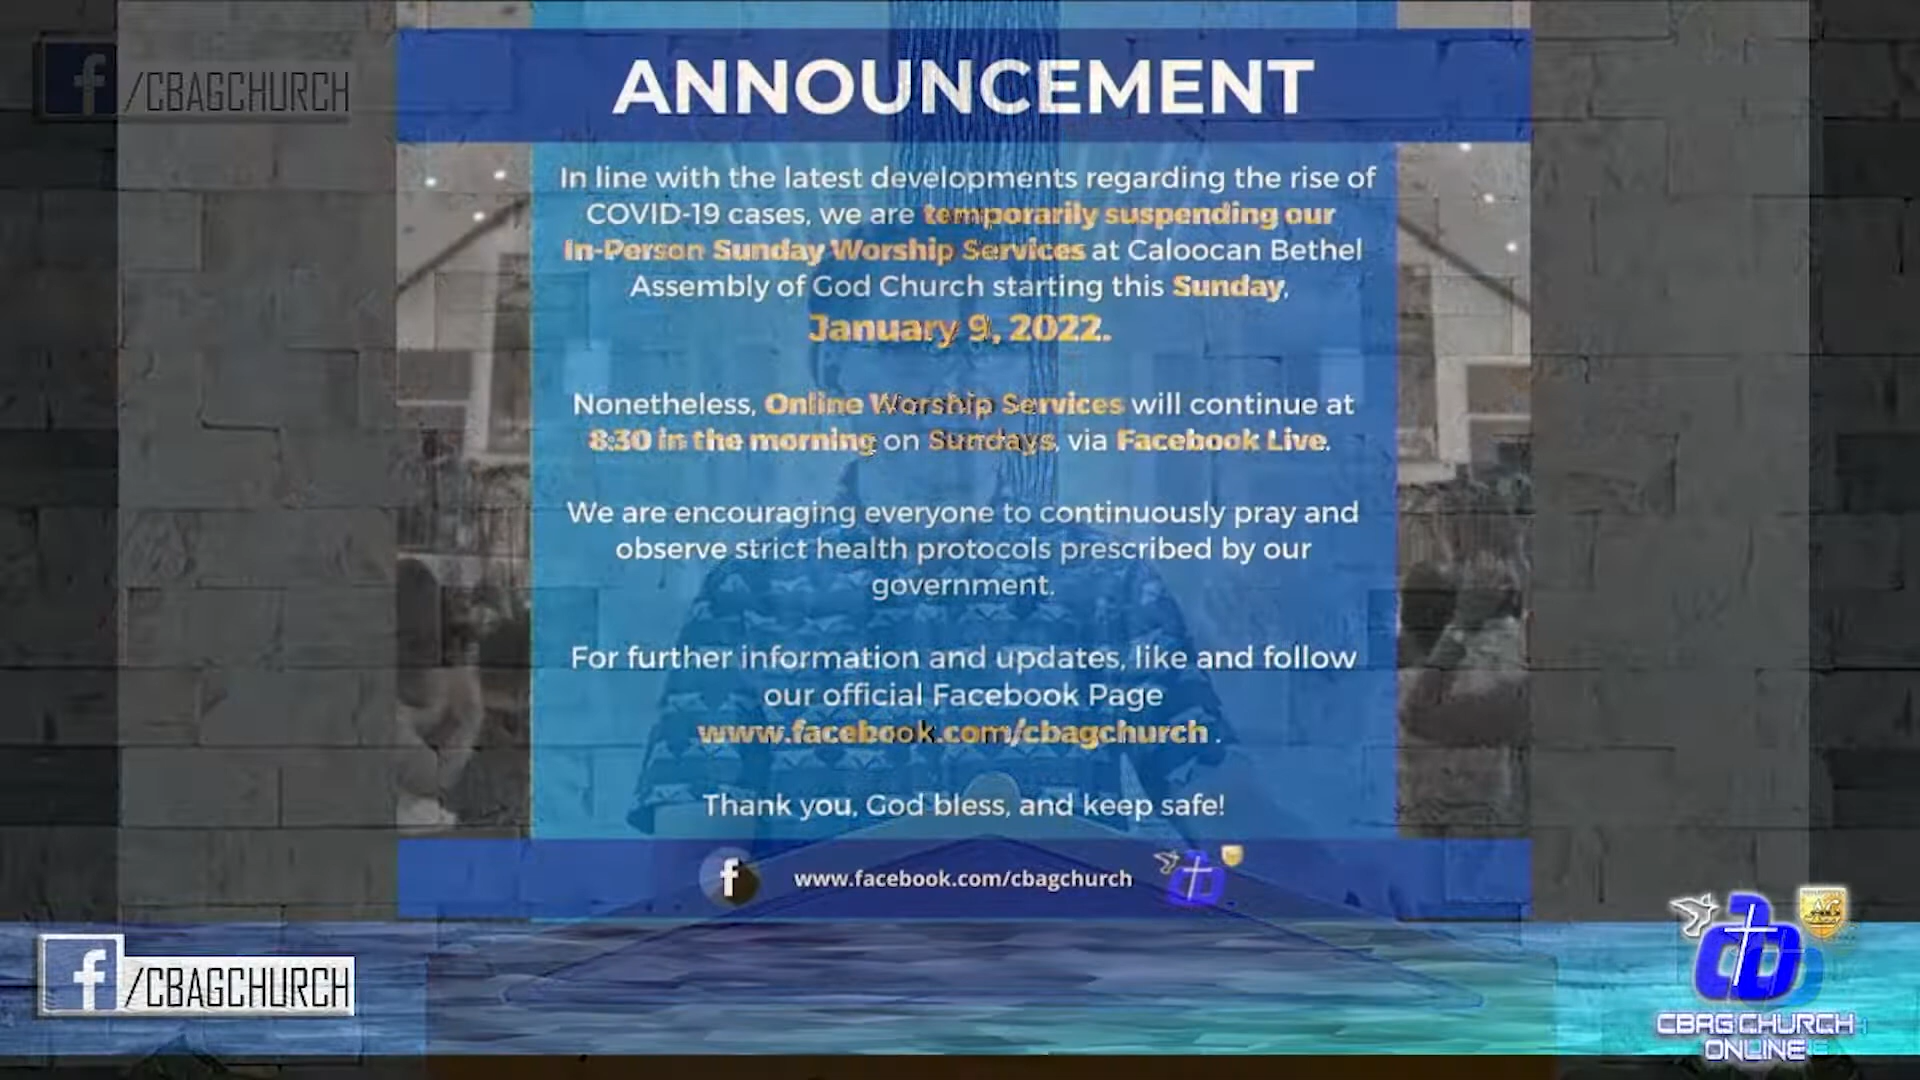 f/CBAGCHURCH
ANNOUNCEMENT
In line with the latest developments regarding the rise of
COVID-19 cases, we are temporarily suspending our
In-Person Sunday Worship Services at Caloocan Bethel
Assembly of God Church starting this Sunday,
January 9, 2022.
Nonetheless, Online Worship Services will continue at
8:30 in the morning on Sundays, via Facebook Live.
We are encouraging everyone to continuously pray and
observe strict health protocols prescribed by our
government.
For further information and updates, like and follow
our official Facebook Page
www.facebook.com/cbagchurch .
Thank you, God bless, and keep safe!
f www.facebook.com/cbagchurch
f/CBAGCHURCH
CBAG CHURCH
ONLINE